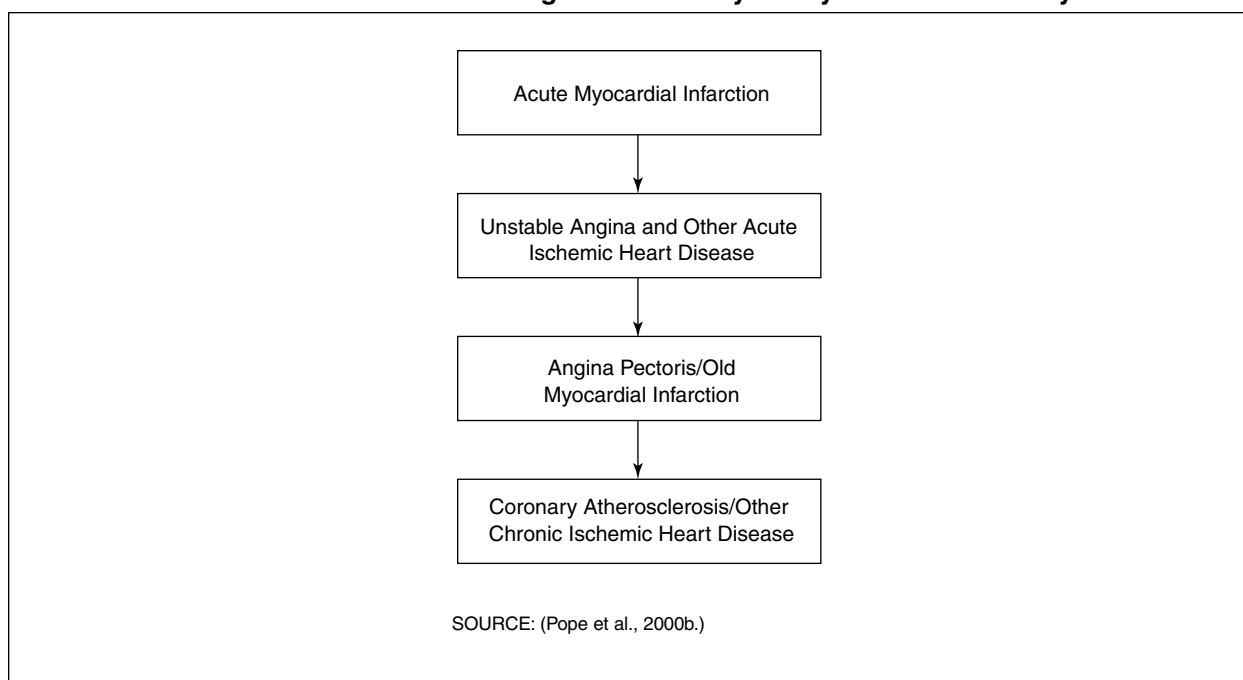 Acute Myocardial Infarction
Unstable Angina and Other Acute
Ischemic Heart Disease
Angina Pectoris/Old
Myocardial Infarction
Coronary Atherosclerosis/Other
Chronic Ischemic Heart Disease
SOURCE: (Pope et al., 2000b.)